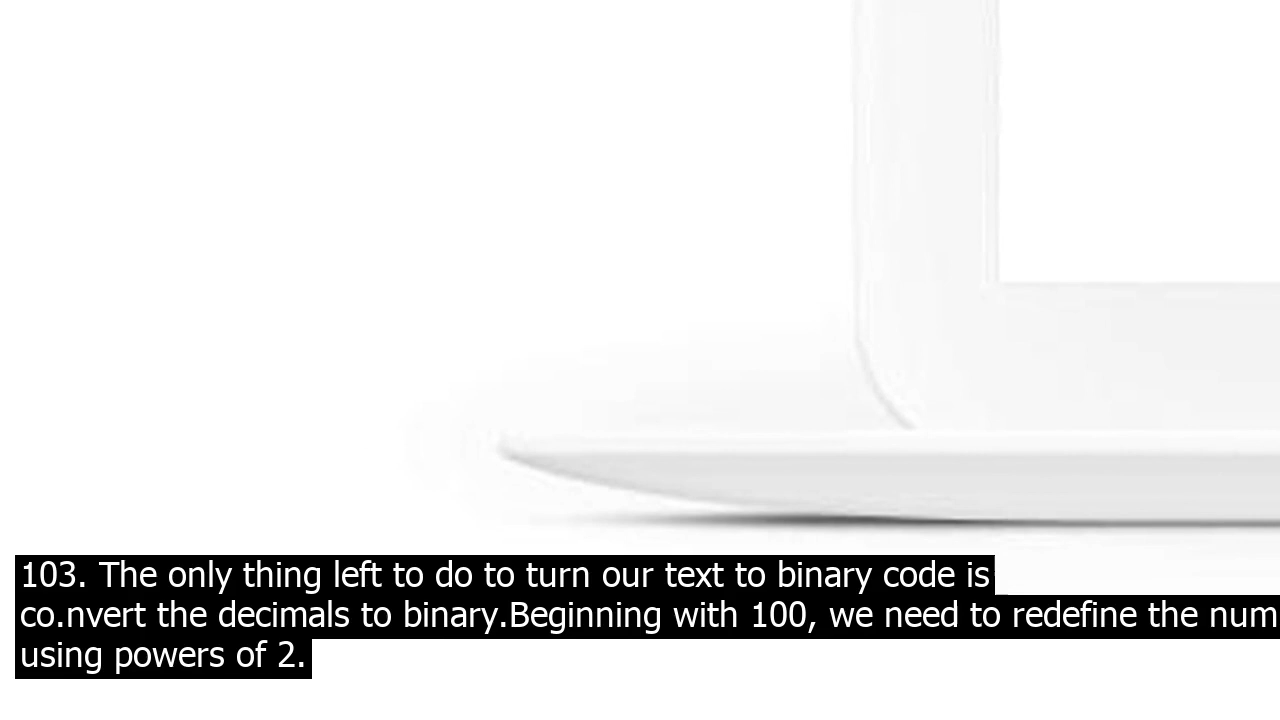 103. The only thing left to do to turn our text to binary code is
co.nvert the decimals to binary.Beginning with 100, we need to redefine the num
using powers of 2.